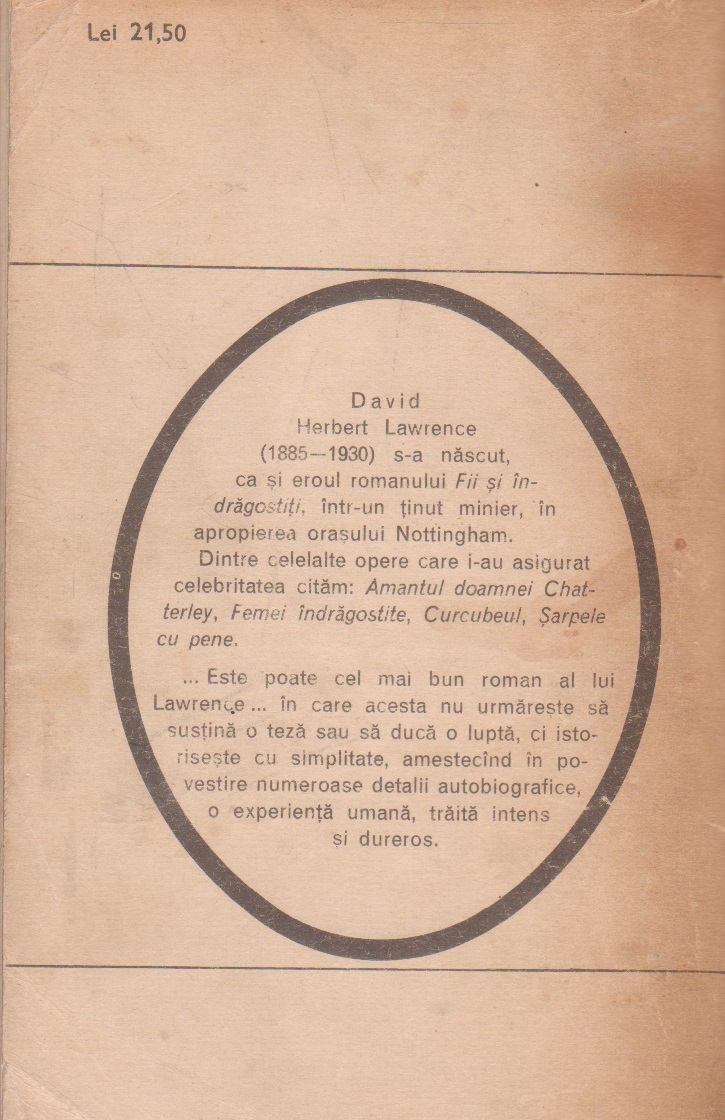 Lei 21,50
David
Herbert Lawrence
(1885—1930) s-a născut,
ca și eroul romanului Fii și în-
drăgostiți, într-un ținut minier, în
apropierea orașului Nottingham.
Dintre celelalte opere care i-au asigurat
celebritatea cităm: Amantul doamnei Chat-
terley, Femei îndrăgostite, Curcubeul, Șarpele
cu pene.
... Este poate cel mai bun roman al lui
Lawrence ... în care acesta nu urmărește să
susțină o teză sau să ducă o luptă, ci isto-
risește cu simplitate, amestecînd în po-
vestire numeroase detalii autobiografice,
o experiență umană, trăită intens
și dureros.